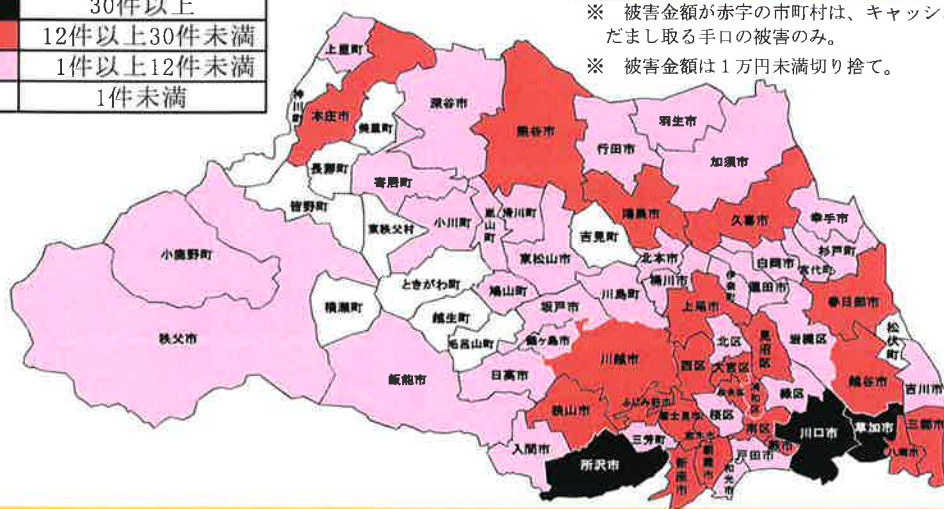 30件以上
12件以上30件未満
1件以上12件未満
1件未満
※ 被害金額が赤字の市町村は、キャッシ
だまし取る手口の被害のみ。
※ 被害金額は1万円未満切り捨て。
上里町
神川町
本庄市
美里町
深谷市
熊谷市
行田市
羽生市
加須市
長瀞町
皆野町
寄居町
東秩父村
小川町
嵐山町
滑川町
東松山市
吉見町
鴻巣市
久喜市
幸手市
杉戸町
宮代町
白岡市
小鹿野町
秩父市
横瀬町
ときがわ町
鳩山町
越生町
毛呂山町
坂戸市
鶴ヶ島市
川島町
北本市
桶川市
伊奈町
蓮田市
春日部市
松伏町
上尾市
岩槻区
見沼区
北区
西区
大宮区
中央区
浦和区
緑区
桜区
南区
越谷市
吉川市
三郷市
八潮市
草加市
川口市
蕨市
戸田市
川越市
日高市
飯能市
狭山市
入間市
所沢市
三芳町
ふじみ野市
富士見市
志木市
朝霞市
新座市
和光市